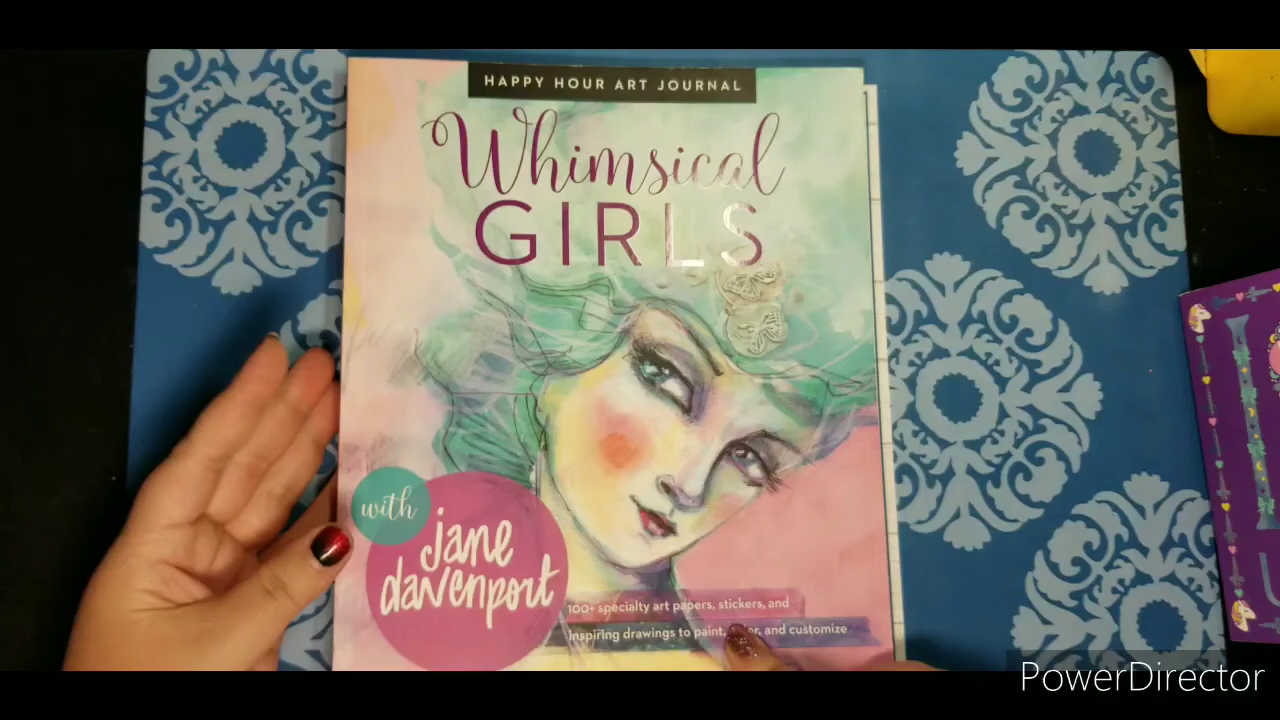 HAPPY HOUR ART JOURNAL
Whimsical
GIRLS
with
jane
davenport
100+ specialty art papers, stickers, and
inspiring drawings to paint, and customize
PowerDirector